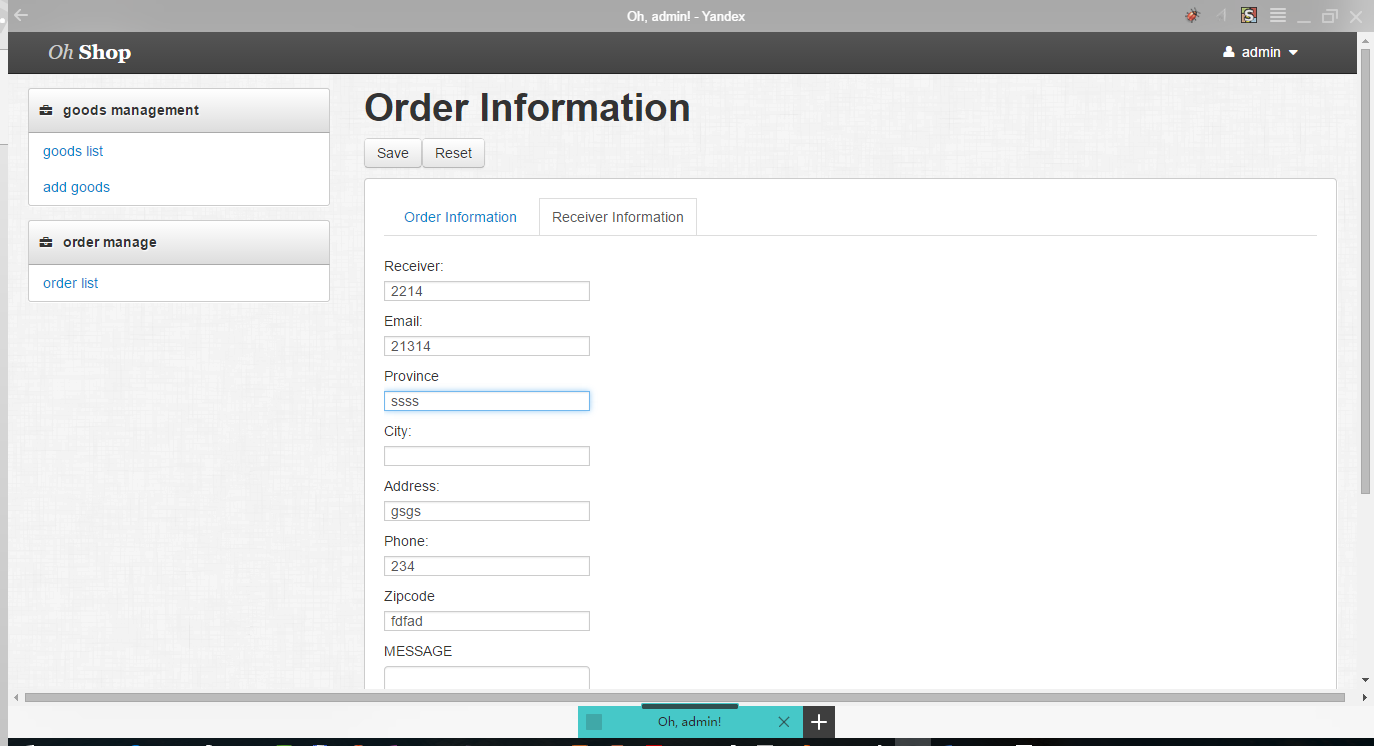 Oh, admin! - Yandex
Oh Shop
admin
goods management
goods list
add goods
order manage
order list
Order Information
Save Reset
Order Information Receiver Information
Receiver:
2214
Email:
21314
Province
ssss
City:
Address:
gsgs
Phone:
234
Zipcode
fdfad
MESSAGE
Oh, admin!